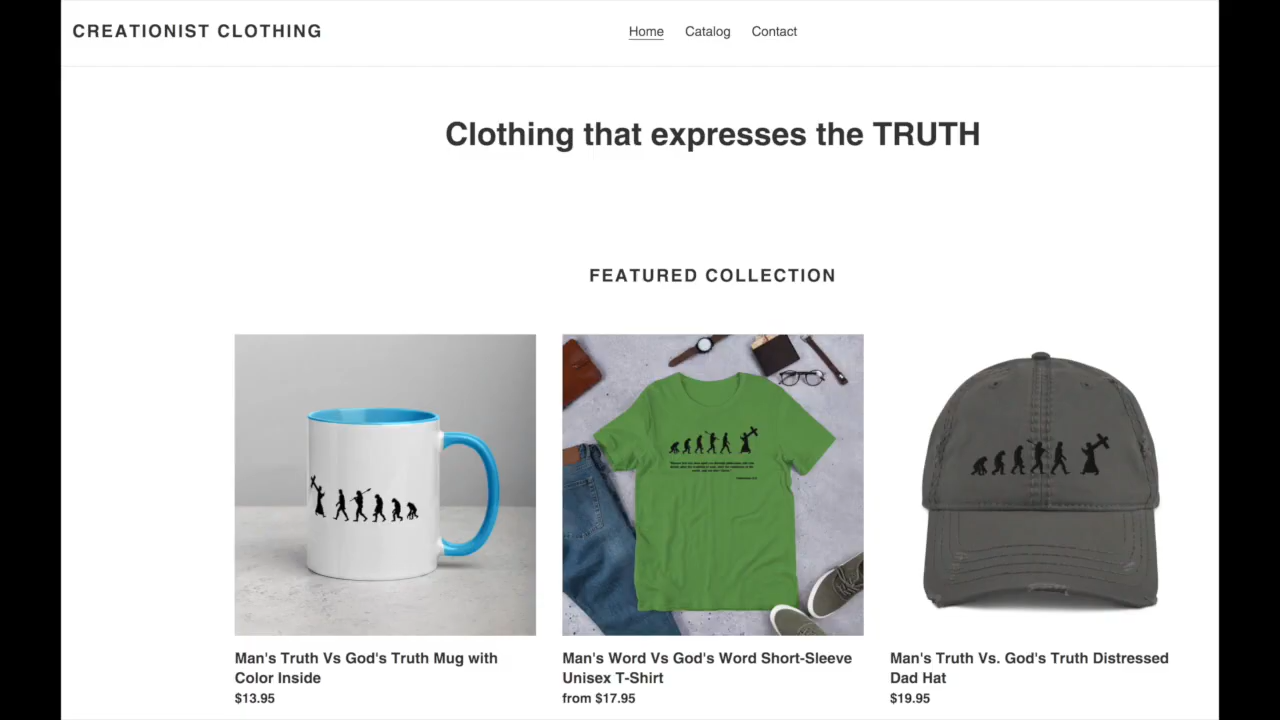 CREATIONIST CLOTHING
Home Catalog Contact
Clothing that expresses the TRUTH
FEATURED COLLECTION
Man's Truth Vs God's Truth Mug with
Color Inside
$13.95
Man's Word Vs God's Word Short-Sleeve
Unisex T-Shirt
from $17.95
Man's Truth Vs. God's Truth Distressed
Dad Hat
$19.95